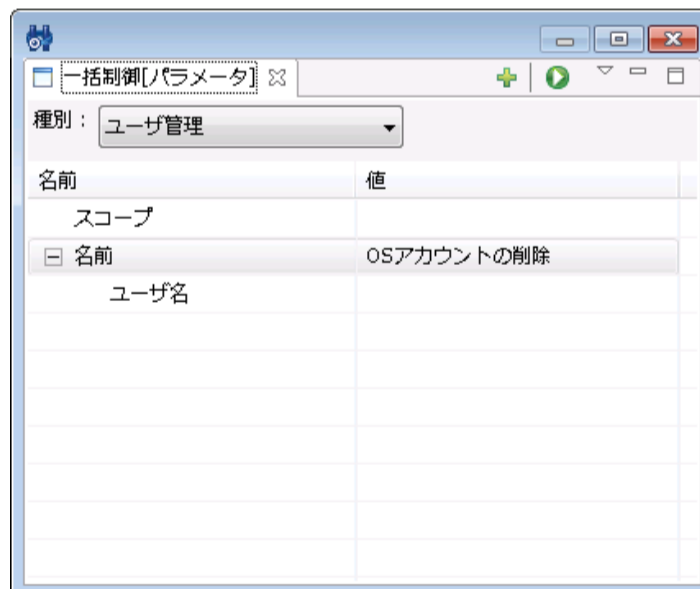 一括制御[パラメータ]
種別： ユーザ管理
名前 値
スコープ
名前 OSアカウントの削除
ユーザ名